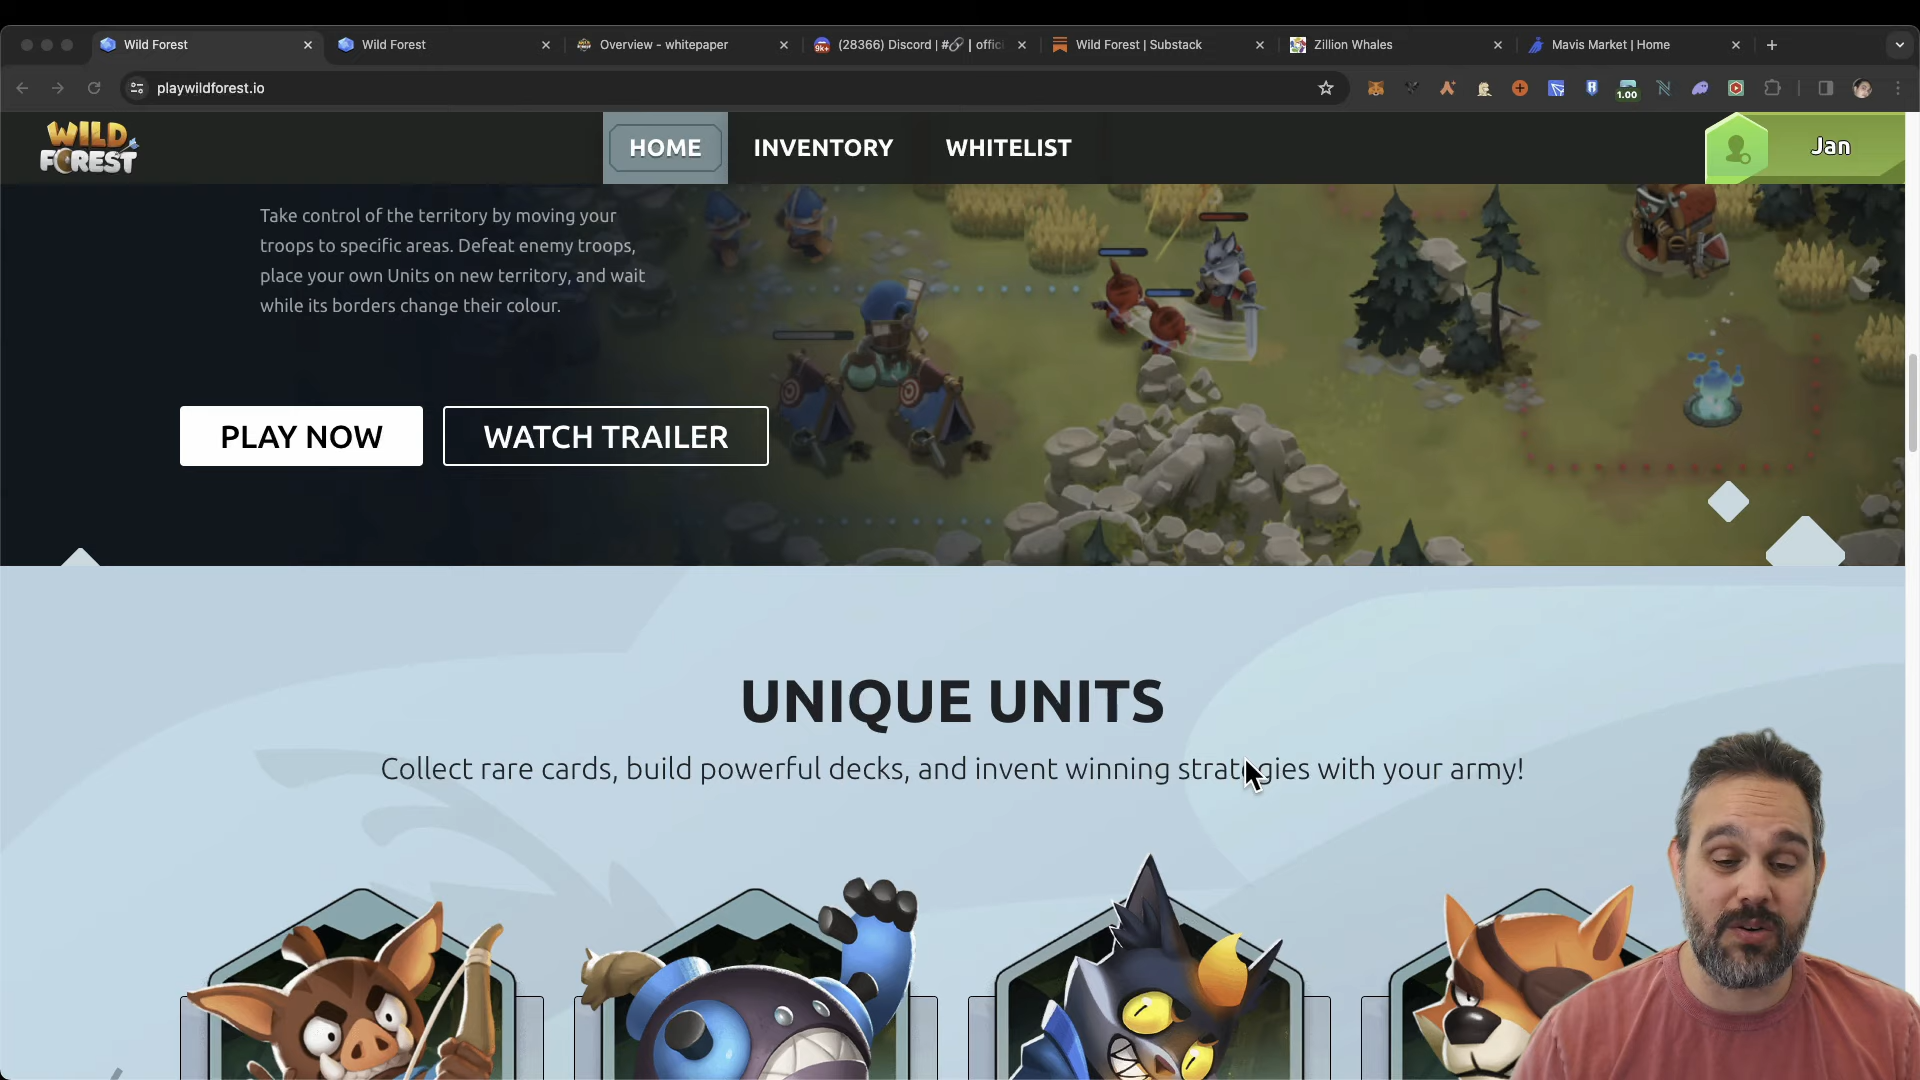 Wild Forest
Wild Forest
Overview - whitepaper
9k+
(28366) Discord | #🔗 | offici
Wild Forest | Substack
Zillion Whales
Mavis Market | Home
playwildforest.io
1.00
WILD FOREST
HOME
INVENTORY
WHITELIST
Jan
Take control of the territory by moving your
troops to specific areas. Defeat enemy troops,
place your own Units on new territory, and wait
while its borders change their colour.
PLAY NOW
WATCH TRAILER
UNIQUE UNITS
Collect rare cards, build powerful decks, and invent winning strategies with your army!